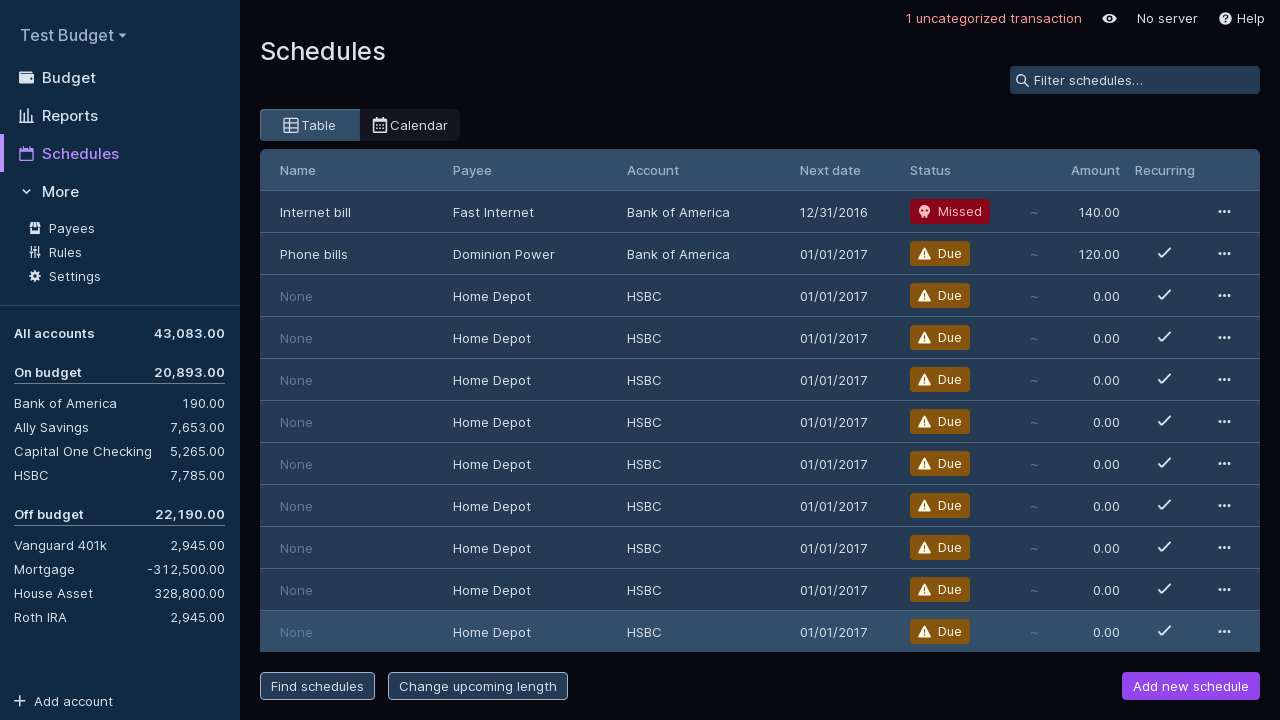 Test Budget
Budget
Reports
Schedules
More
Payees
Rules
Settings
All accounts 43,083.00
On budget 20,893.00
Bank of America 190.00
Ally Savings 7,653.00
Capital One Checking 5,265.00
HSBC 7,785.00
Off budget 22,190.00
Vanguard 401k 2,945.00
Mortgage -312,500.00
House Asset 328,800.00
Roth IRA 2,945.00
Add account
1 uncategorized transaction No server Help
Schedules
Filter schedules...
Table Calendar
Name Payee Account Next date Status Amount Recurring
Internet bill Fast Internet Bank of America 12/31/2016 Missed ~ 140.00
Phone bills Dominion Power Bank of America 01/01/2017 Due ~ 120.00
None Home Depot HSBC 01/01/2017 Due ~ 0.00
None Home Depot HSBC 01/01/2017 Due ~ 0.00
None Home Depot HSBC 01/01/2017 Due ~ 0.00
None Home Depot HSBC 01/01/2017 Due ~ 0.00
None Home Depot HSBC 01/01/2017 Due ~ 0.00
None Home Depot HSBC 01/01/2017 Due ~ 0.00
None Home Depot HSBC 01/01/2017 Due ~ 0.00
None Home Depot HSBC 01/01/2017 Due ~ 0.00
None Home Depot HSBC 01/01/2017 Due ~ 0.00
Find schedules Change upcoming length Add new schedule